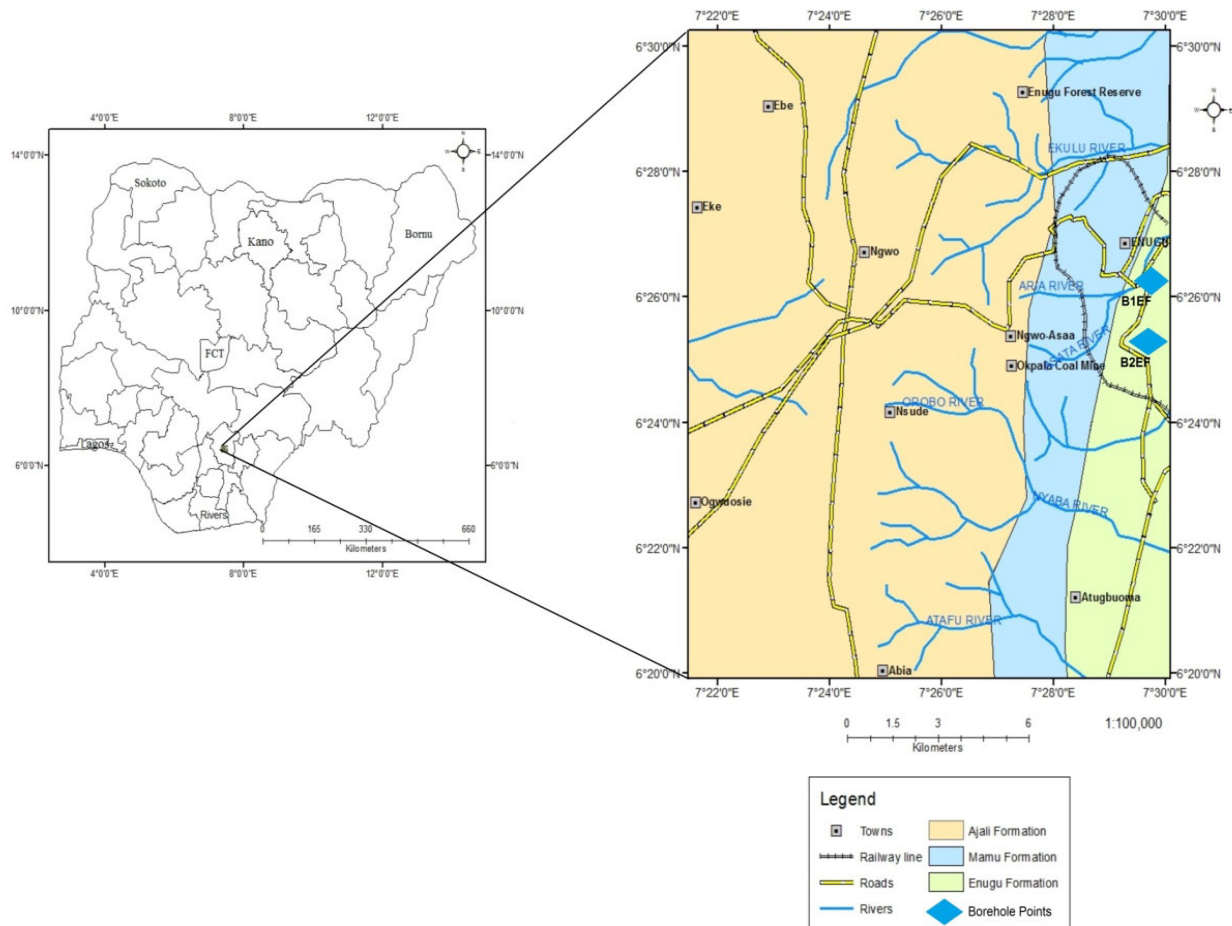 4°0'0"E 8°0'0"E 12°0'0"E
14°0'0"N
10°0'0"N
6°0'0"N
14°0'0"N
10°0'0"N
6°0'0"N
N
W E
S
Sokoto
Kano
Bornu
FCT
Lagos
Rivers
0 165 330 660
Kilometers
4°0'0"E 8°0'0"E 12°0'0"E
7°22'0"E 7°24'0"E 7°26'0"E 7°28'0"E 7°30'0"E
6°30'0"N
6°28'0"N
6°26'0"N
6°24'0"N
6°22'0"N
6°20'0"N
6°30'0"N
6°28'0"N
6°26'0"N
6°24'0"N
6°22'0"N
6°20'0"N
N
W E
S
Enugu Forest Reserve
Ebe
EKULU RIVER
Eke
ENUGU
Ngwo
ARIA RIVER
B1EF
Ngwo-Asaa
ASATA RIVER
B2EF
Okpala Coal Mine
OROBO RIVER
Nsude
Ogwuosie
NYABA RIVER
Atugbuoma
ATAFU RIVER
Abia
7°22'0"E 7°24'0"E 7°26'0"E 7°28'0"E 7°30'0"E
0 1.5 3 6
Kilometers
1:100,000
Legend
Towns
Railway line
Roads
Rivers
Ajali Formation
Mamu Formation
Enugu Formation
Borehole Points